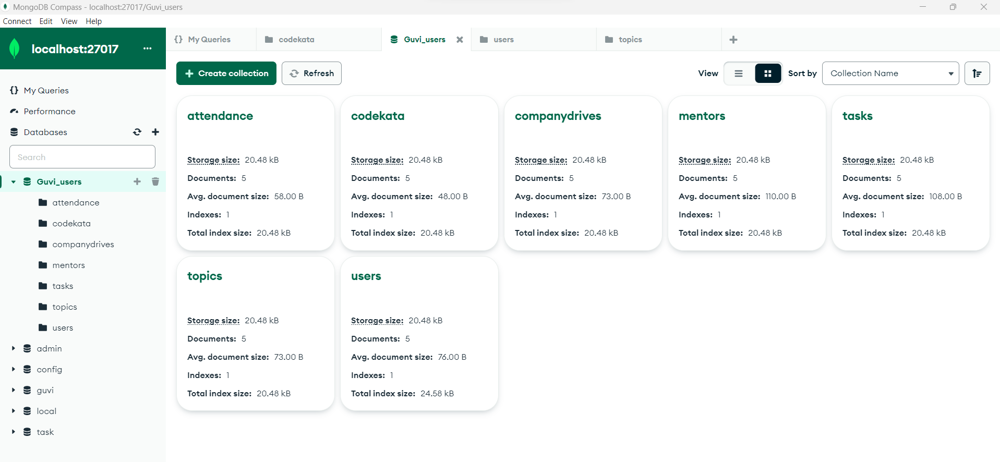 MongoDB Compass - localhost:27017/Guvi_users
Connect Edit View Help
localhost:27017 ...
{} My Queries
codekata
Guvi_users
users
topics
My Queries
Performance
Databases
Search
Guvi_users
attendance
codekata
companydrives
mentors
tasks
topics
users
admin
config
guvi
local
task
Create collection
Refresh
View
Sort by
Collection Name
attendance
Storage size: 20.48 kB
Documents: 5
Avg. document size: 58.00 B
Indexes: 1
Total index size: 20.48 kB
codekata
Storage size: 20.48 kB
Documents: 5
Avg. document size: 48.00 B
Indexes: 1
Total index size: 20.48 kB
companydrives
Storage size: 20.48 kB
Documents: 5
Avg. document size: 73.00 B
Indexes: 1
Total index size: 20.48 kB
mentors
Storage size: 20.48 kB
Documents: 5
Avg. document size: 110.00 B
Indexes: 1
Total index size: 20.48 kB
tasks
Storage size: 20.48 kB
Documents: 5
Avg. document size: 108.00 B
Indexes: 1
Total index size: 20.48 kB
topics
Storage size: 20.48 kB
Documents: 5
Avg. document size: 73.00 B
Indexes: 1
Total index size: 20.48 kB
users
Storage size: 20.48 kB
Documents: 5
Avg. document size: 76.00 B
Indexes: 1
Total index size: 24.58 kB